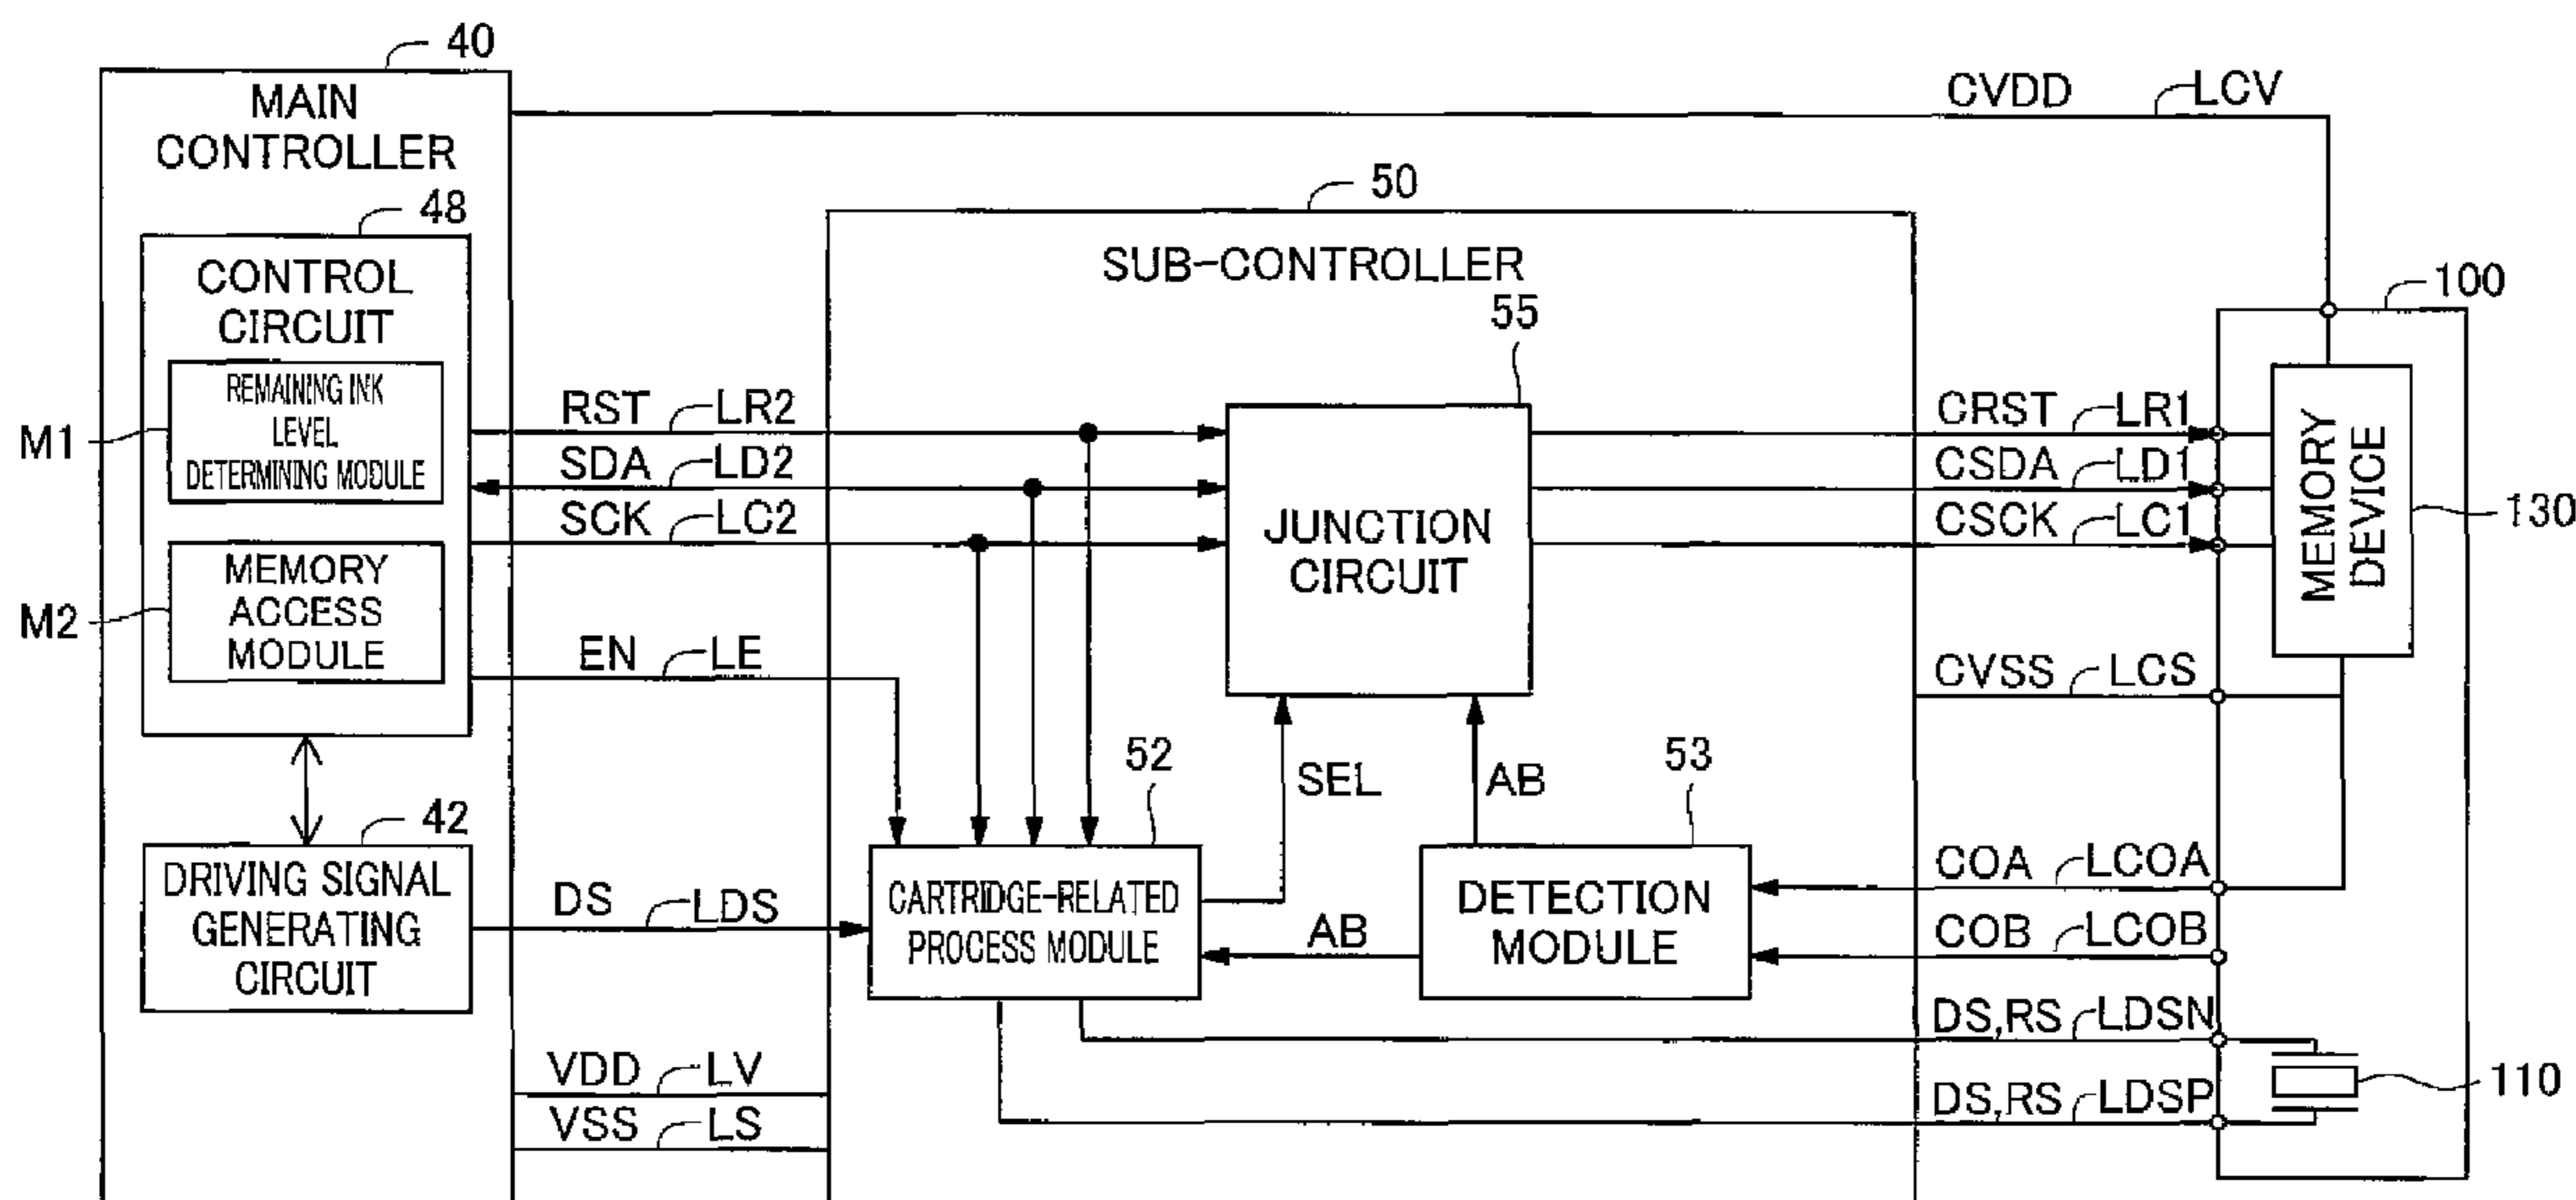 40
MAIN
CONTROLLER
48
CONTROL
CIRCUIT
REMAINING INK
LEVEL
DETERMINING MODULE
M1
MEMORY
ACCESS
MODULE
M2
42
DRIVING SIGNAL
GENERATING
CIRCUIT
RST LR2
SDA LD2
SCK LC2
EN LE
DS LDS
VDD LV
VSS LS
50
SUB-CONTROLLER
55
JUNCTION
CIRCUIT
SEL
AB
52
CARTRIDGE-RELATED
PROCESS MODULE
AB
53
DETECTION
MODULE
CVDD LCV
CRST LR1
CSDA LD1
CSCK LC1
CVSS LCS
COA LCOA
COB LCOB
DS,RS LDSN
DS,RS LDSP
100
MEMORY
DEVICE
130
110